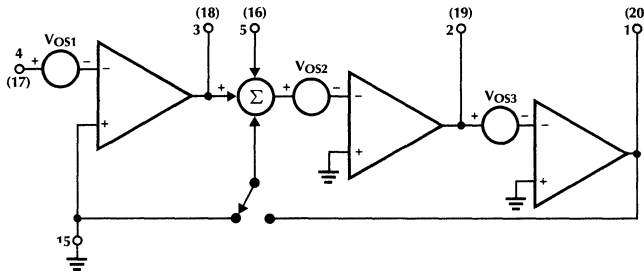 (18) (16) (19) (20)
3 5 2 1
4 + VOS1 −
(17)
−
+
+ Σ + VOS2 −
−
+
+ VOS3 −
−
+
15